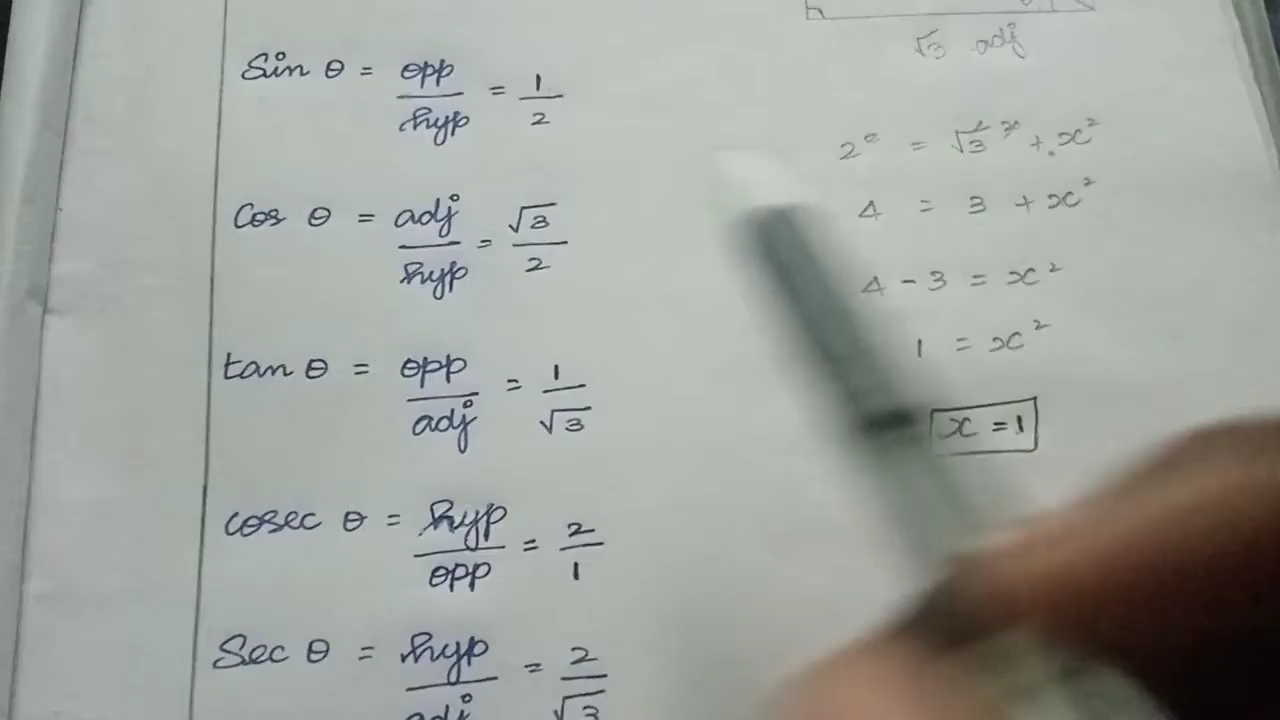 √3 adj
Sin θ = opp/hyp = 1/2
2² = √3² + x²
4 = 3 + x²
Cos θ = adj/hyp = √3/2
4 - 3 = x²
1 = x²
tan θ = opp/adj = 1/√3
x = 1
cosec θ = hyp/opp = 2/1
Sec θ = hyp/adj = 2/√3